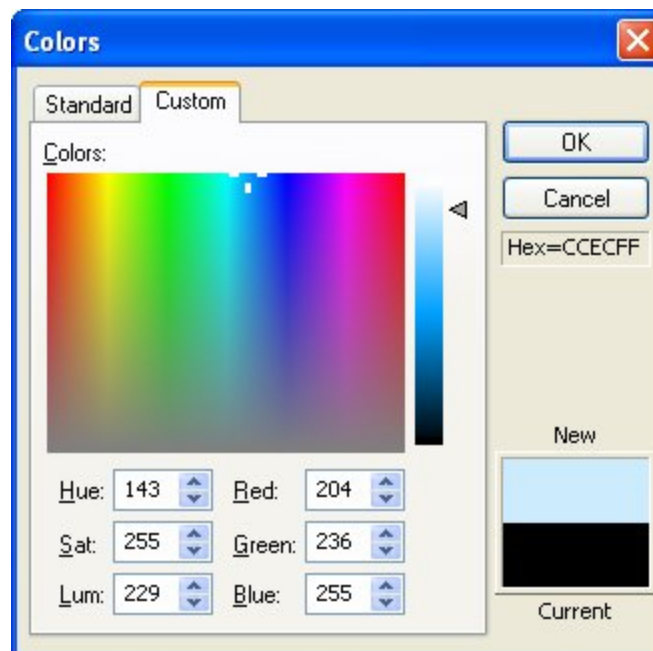 Colors
Standard Custom
Colors:
OK
Cancel
Hex=CCECFF
New
Hue: 143 Red: 204
Sat: 255 Green: 236
Lum: 229 Blue: 255
Current